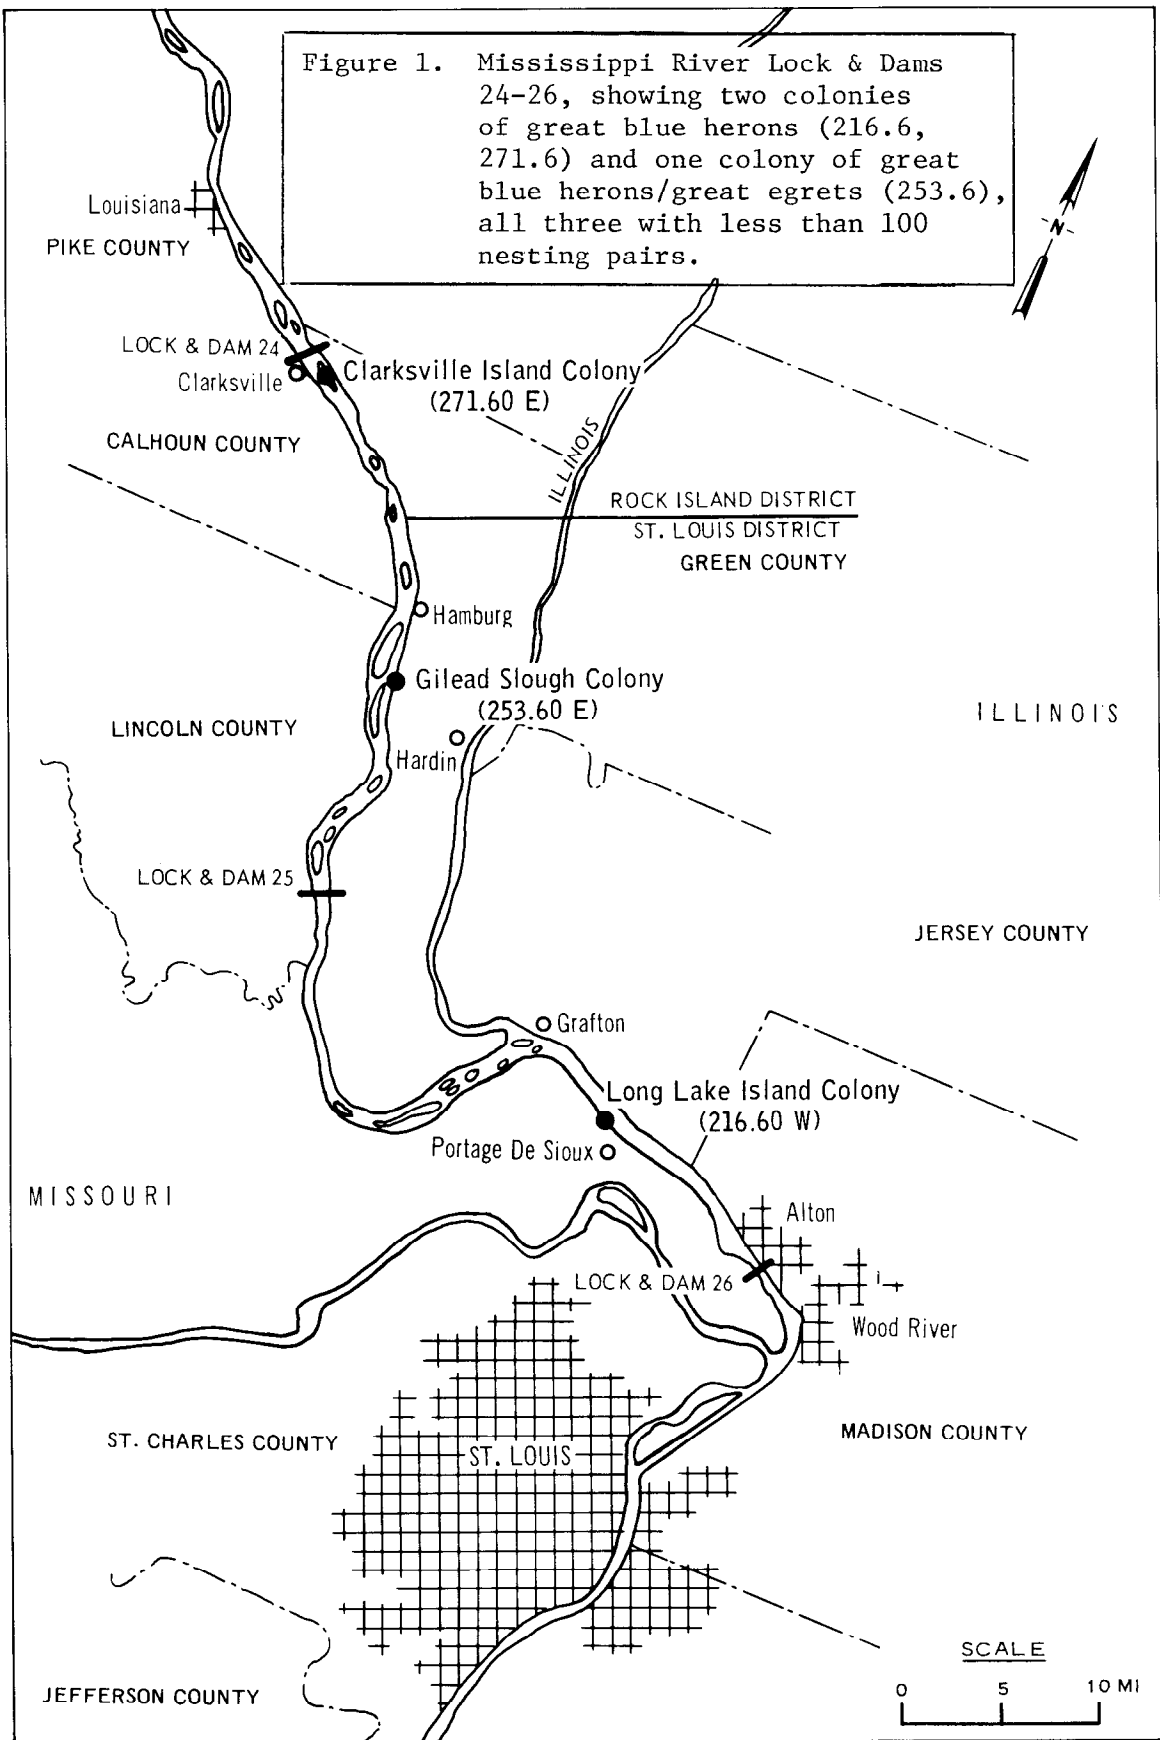 Figure 1. Mississippi River Lock & Dams
24-26, showing two colonies
of great blue herons (216.6,
271.6) and one colony of great
blue herons/great egrets (253.6),
all three with less than 100
nesting pairs.
N
Louisiana
PIKE COUNTY
LOCK & DAM 24
Clarksville
Clarksville Island Colony
(271.60 E)
CALHOUN COUNTY
ILLINOIS
ROCK ISLAND DISTRICT
ST. LOUIS DISTRICT
GREEN COUNTY
Hamburg
Gilead Slough Colony
(253.60 E)
ILLINOIS
LINCOLN COUNTY
Hardin
LOCK & DAM 25
JERSEY COUNTY
Grafton
Long Lake Island Colony
(216.60 W)
Portage De Sioux
MISSOURI
Alton
LOCK & DAM 26
Wood River
MADISON COUNTY
ST. CHARLES COUNTY
ST. LOUIS
SCALE
0 5 10 MI
JEFFERSON COUNTY